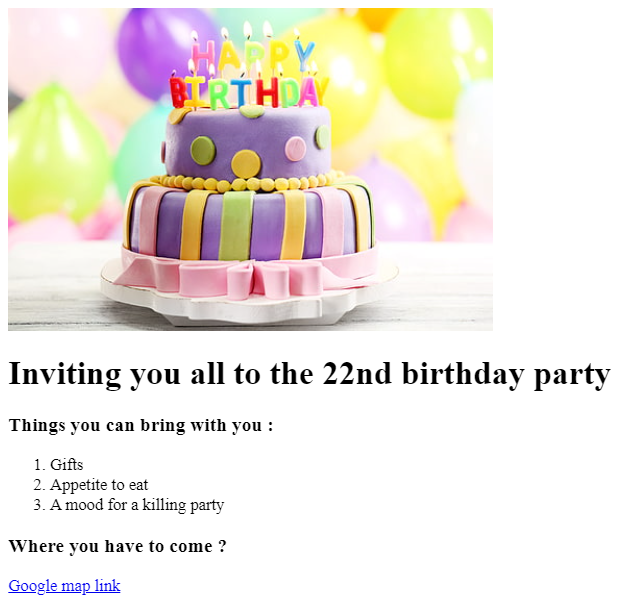 HAPPY
BIRTHDAY
Inviting you all to the 22nd birthday party
Things you can bring with you :
1. Gifts
2. Appetite to eat
3. A mood for a killing party
Where you have to come ?
Google map link